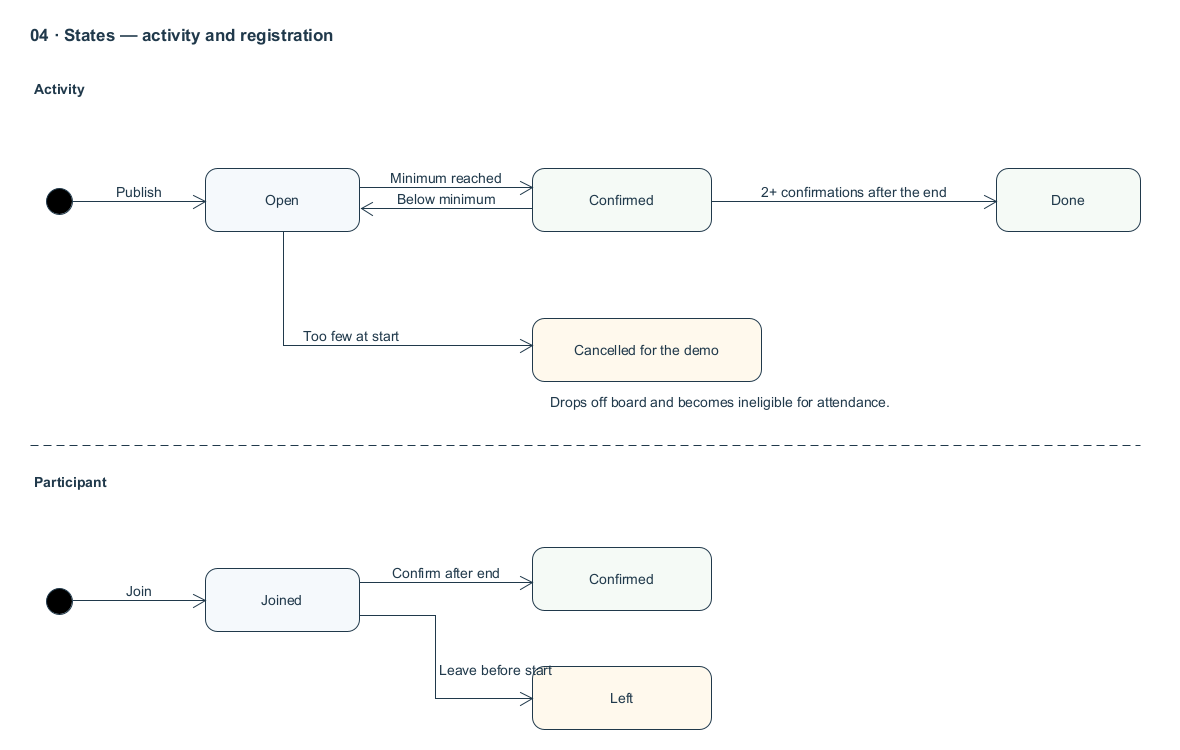 04 · States — activity and registration
Activity
Publish
Open
Minimum reached
Below minimum
Confirmed
2+ confirmations after the end
Done
Too few at start
Cancelled for the demo
Drops off board and becomes ineligible for attendance.
Participant
Join
Joined
Confirm after end
Confirmed
Leave before start
Left